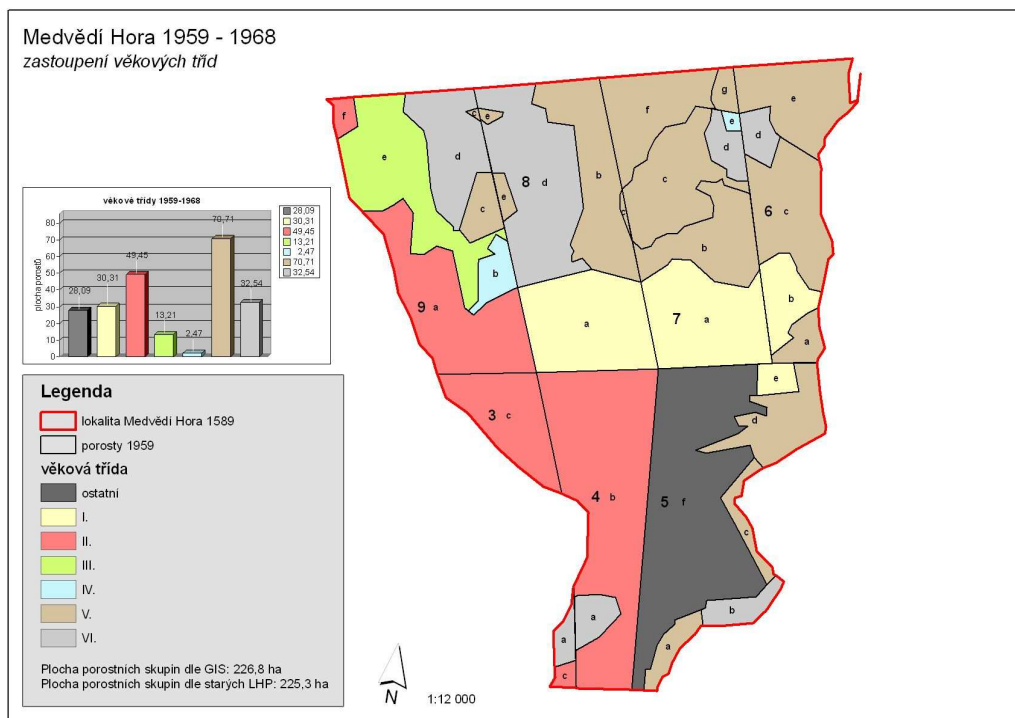 Medvědí Hora 1959 - 1968
zastoupení věkových tříd
věkové třídy 1959-1968
plocha porostů
80
70
60
50
40
30
20
10
0
28,09
30,31
49,45
13,21
2,47
70,71
32,54
28,09
30,31
49,45
13,21
2,47
70,71
32,54
Legenda
lokalita Medvědí Hora 1589
porosty 1959
věková třída
ostatní
I.
II.
III.
IV.
V.
VI.
Plocha porostních skupin dle GIS: 226,8 ha
Plocha porostních skupin dle starých LHP: 225,3 ha
N
1:12 000
f
e
d
c
e
c
e
8 d
b
f
g
e
e
d
d
c
c
6 c
b
b
b
9 a
a
7 a
a
e
3 c
d
4 b
5 f
c
a
a
b
a
c